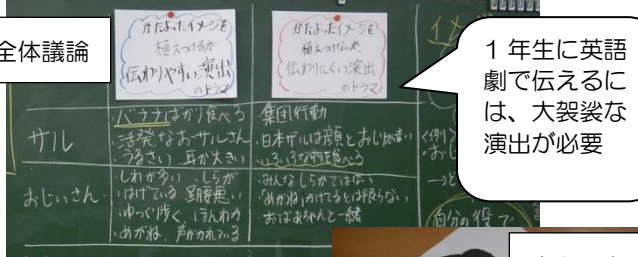 全体議論
かたよったイメージを
植えつけるが
伝わりやすい演出
のドラマ
かたよったイメージを
植えつけないが、
伝わりにくい演出
のドラマ
1年生に英語
劇で伝えるに
は、大袈裟な
演出が必要
サル
・バナナばかり食べる
・活発なおサルさん
・うるさい 耳が大きい
・集団行動
・日本ザルは顔とおしりが赤い
・いろいろな物を食べる
おじいさん
・しわが多い しらが
・はげている 腰悪い
・ゆっくり歩く、ほんわか
・めがね、声がかれている
・みんなしらがではない
・めがねかけてるとは限らない
・おばあちゃんと一緒
<例>
自分の役で